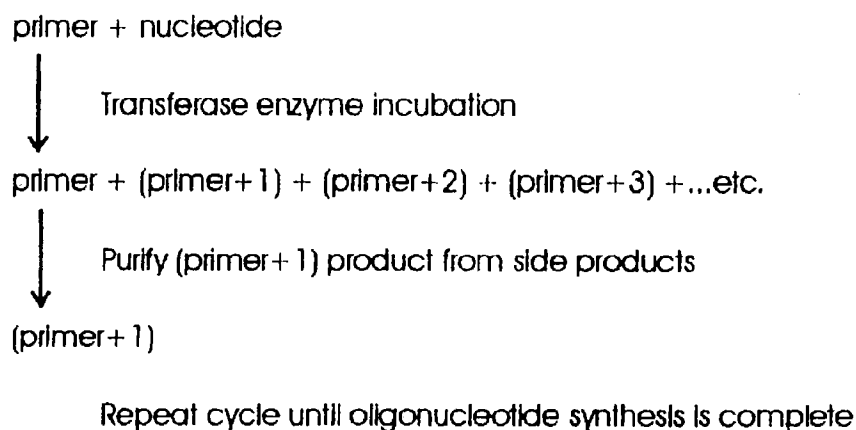 primer + nucleotide
Transferase enzyme incubation
primer + (primer+1) + (primer+2) + (primer+3) +...etc.
Purify (primer+1) product from side products
(primer+1)
Repeat cycle until oligonucleotide synthesis is complete